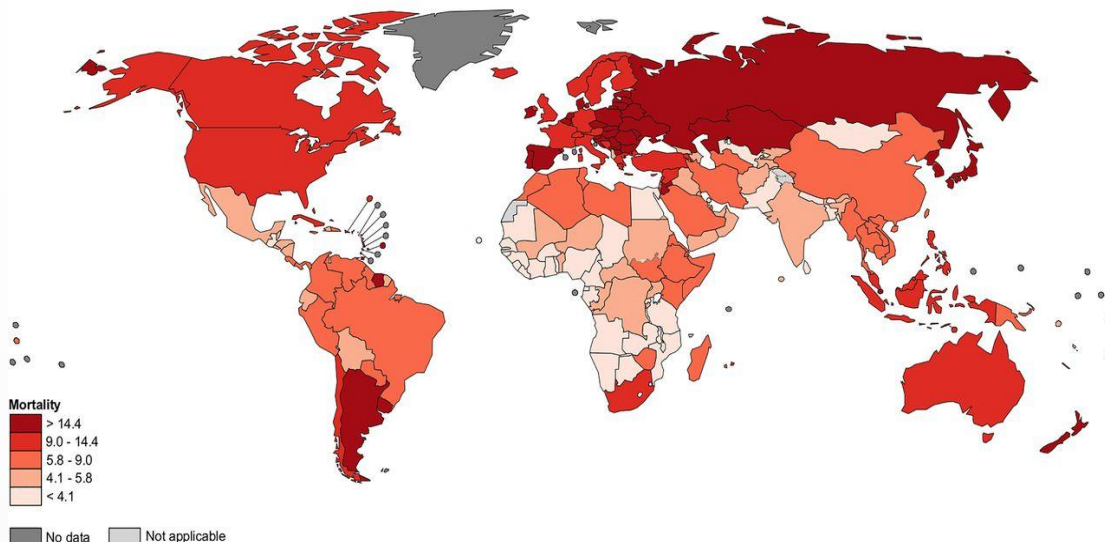 Mortality
> 14.4
9.0 - 14.4
5.8 - 9.0
4.1 - 5.8
< 4.1
No data
Not applicable